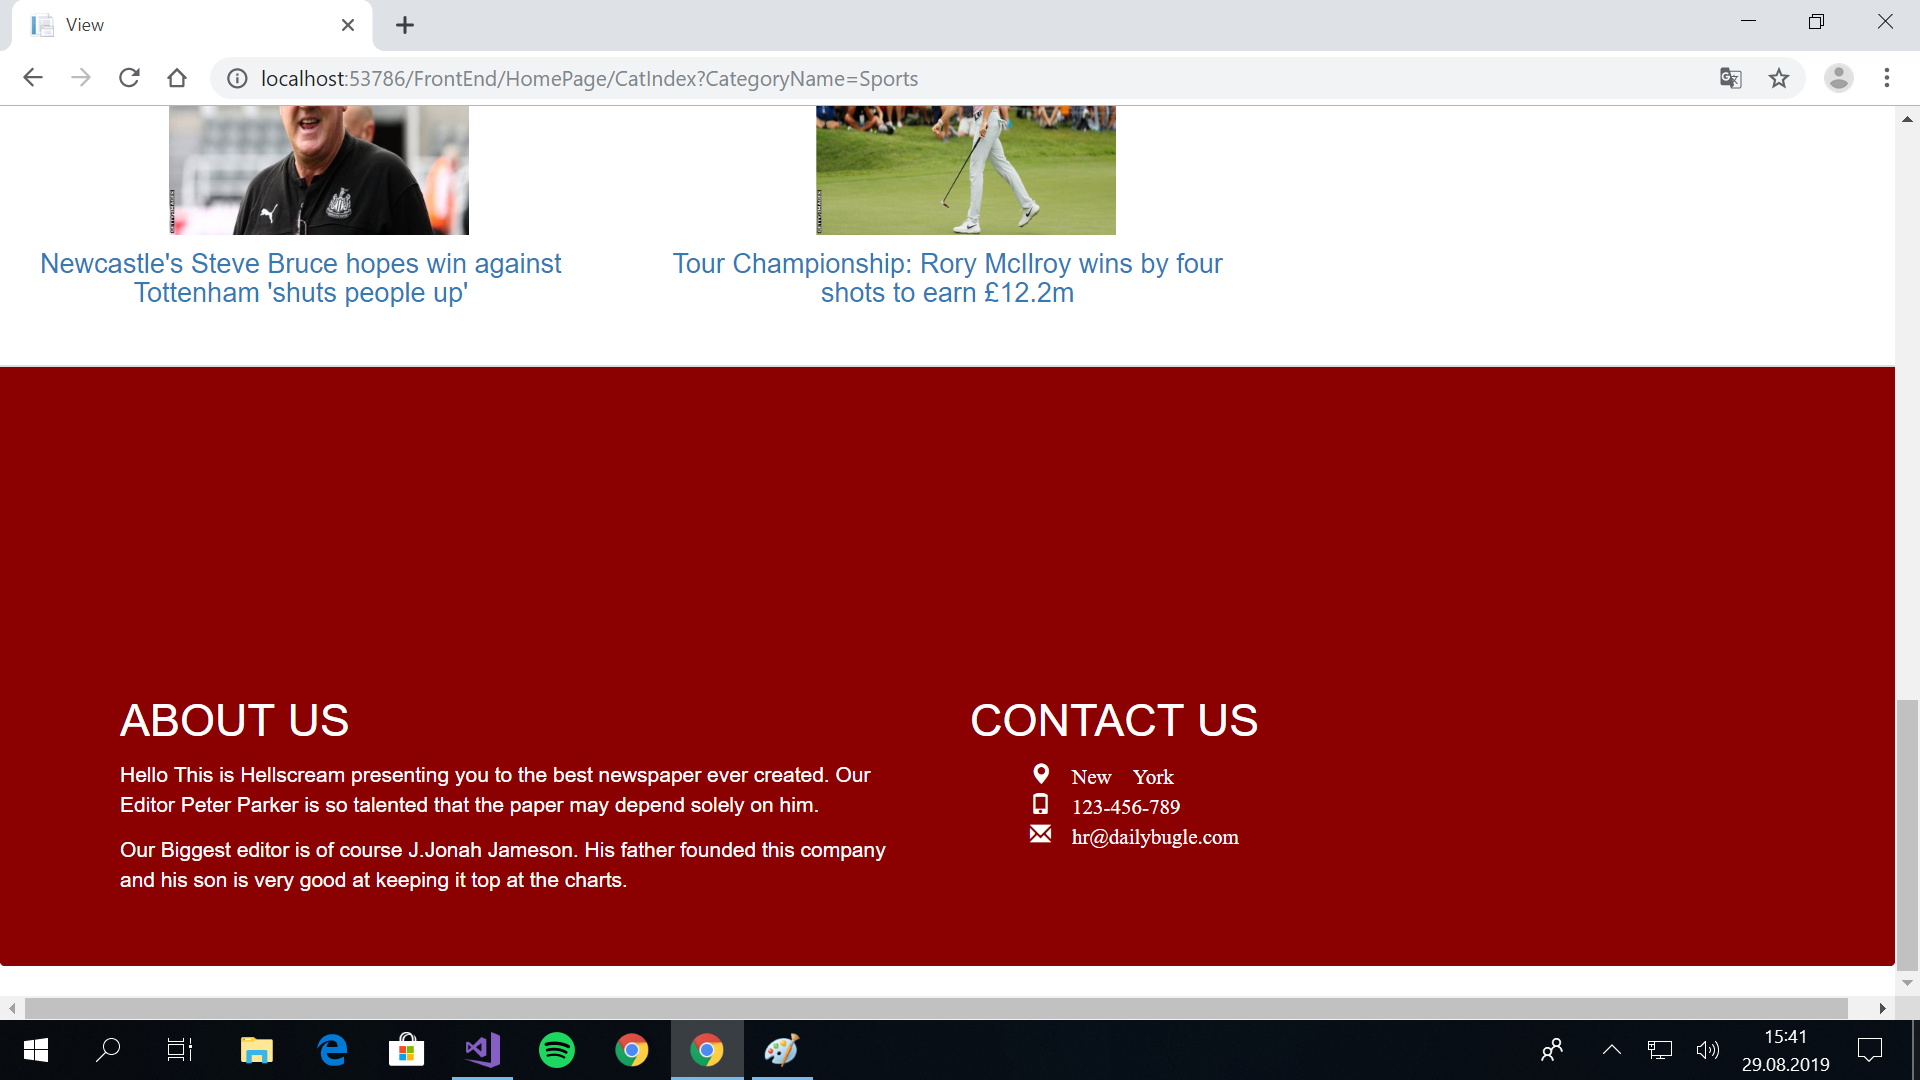 View
localhost:53786/FrontEnd/HomePage/CatIndex?CategoryName=Sports
Newcastle's Steve Bruce hopes win against
Tottenham 'shuts people up'
Tour Championship: Rory McIlroy wins by four
shots to earn £12.2m
ABOUT US
Hello This is Hellscream presenting you to the best newspaper ever created. Our
Editor Peter Parker is so talented that the paper may depend solely on him.
Our Biggest editor is of course J.Jonah Jameson. His father founded this company
and his son is very good at keeping it top at the charts.
CONTACT US
New York
123-456-789
hr@dailybugle.com
15:41
29.08.2019